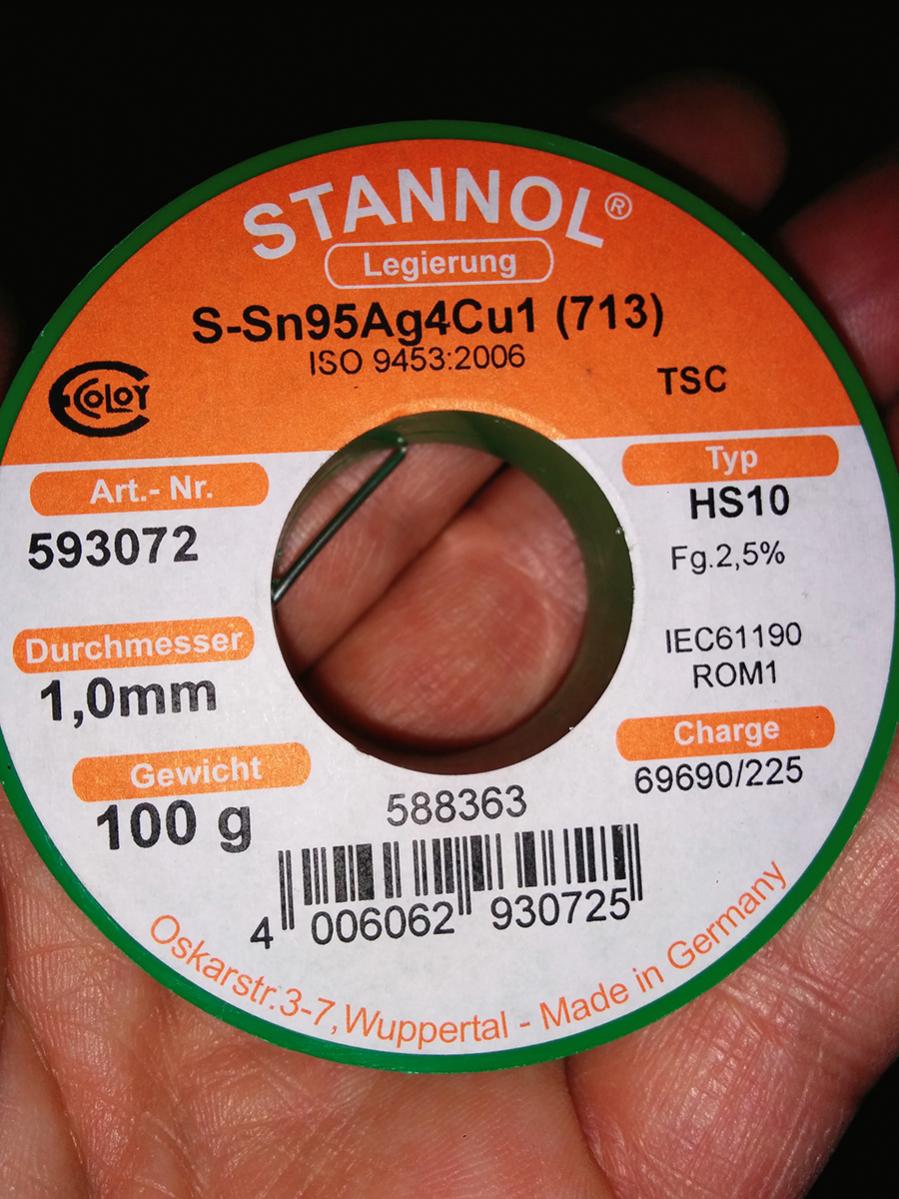 STANNOL®
Legierung
S-Sn95Ag4Cu1 (713)
ISO 9453:2006
ECOLOY
TSC
Art.- Nr.
593072
Durchmesser
1,0mm
Gewicht
100 g
Typ
HS10
Fg.2,5%
IEC61190
ROM1
Charge
69690/225
588363
4 006062 930725
Oskarstr.3-7,Wuppertal - Made in Germany